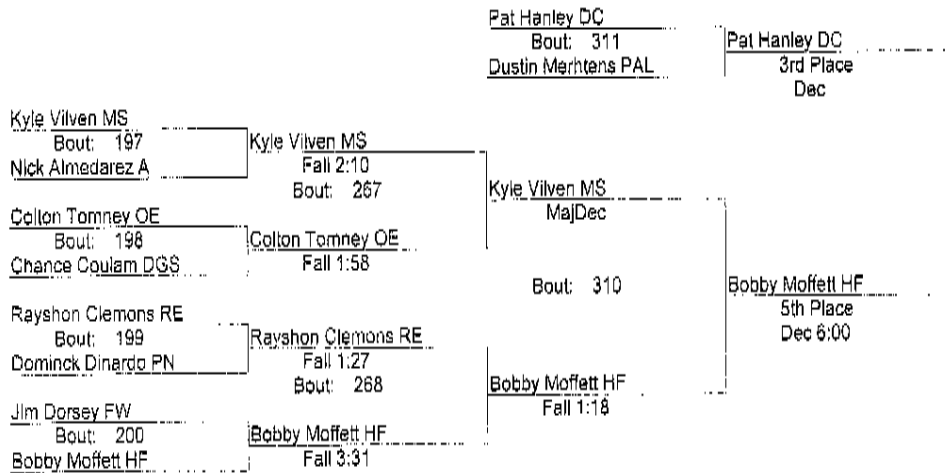 Pat Hanley DC
Bout: 311
Dustin Merhtens PAL
Pat Hanley DC
3rd Place
Dec
Kyle Vilven MS
Bout: 197
Nick Almedarez A
Kyle Vilven MS
Fall 2:10
Bout: 267
Colton Tomney OE
Bout: 198
Chance Coulam DGS
Colton Tomney OE
Fall 1:58
Kyle Vilven MS
MajDec
Rayshon Clemons RE
Bout: 199
Dominck Dinardo PN
Rayshon Clemons RE
Fall 1:27
Bout: 268
Jim Dorsey FW
Bout: 200
Bobby Moffett HF
Bobby Moffett HF
Fall 3:31
Bobby Moffett HF
Fall 1:18
Bout: 310
Bobby Moffett HF
5th Place
Dec 6:00